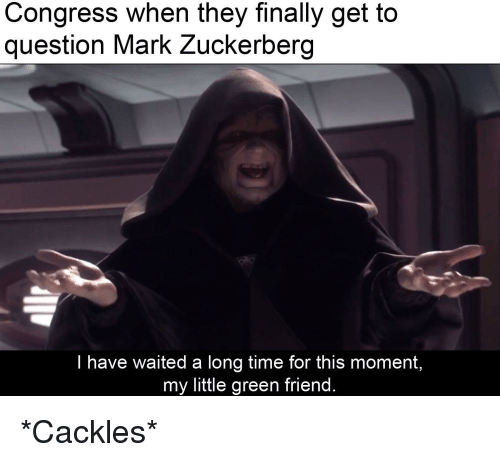 Congress when they finally get to
question Mark Zuckerberg
I have waited a long time for this moment,
my little green friend.
*Cackles*